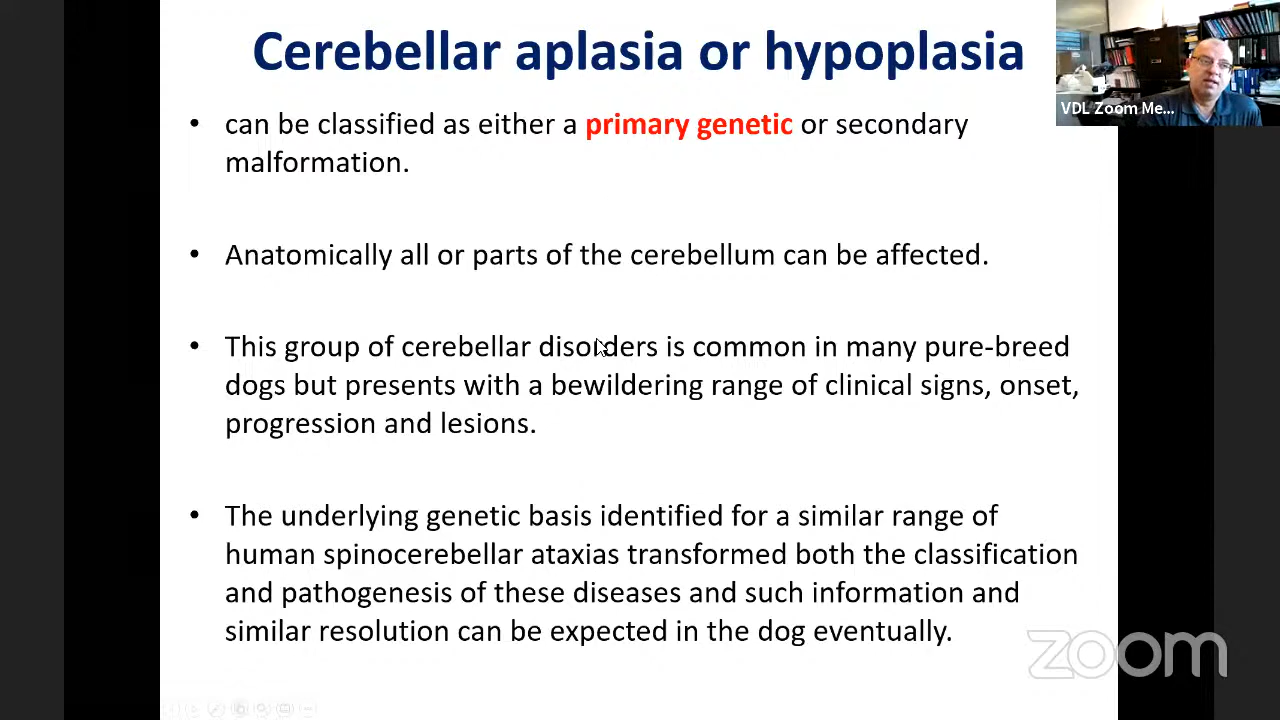 Cerebellar aplasia or hypoplasia
VDL Zoom Me...
• can be classified as either a primary genetic or secondary
malformation.
• Anatomically all or parts of the cerebellum can be affected.
• This group of cerebellar disorders is common in many pure-breed
dogs but presents with a bewildering range of clinical signs, onset,
progression and lesions.
• The underlying genetic basis identified for a similar range of
human spinocerebellar ataxias transformed both the classification
and pathogenesis of these diseases and such information and
similar resolution can be expected in the dog eventually.
zoom